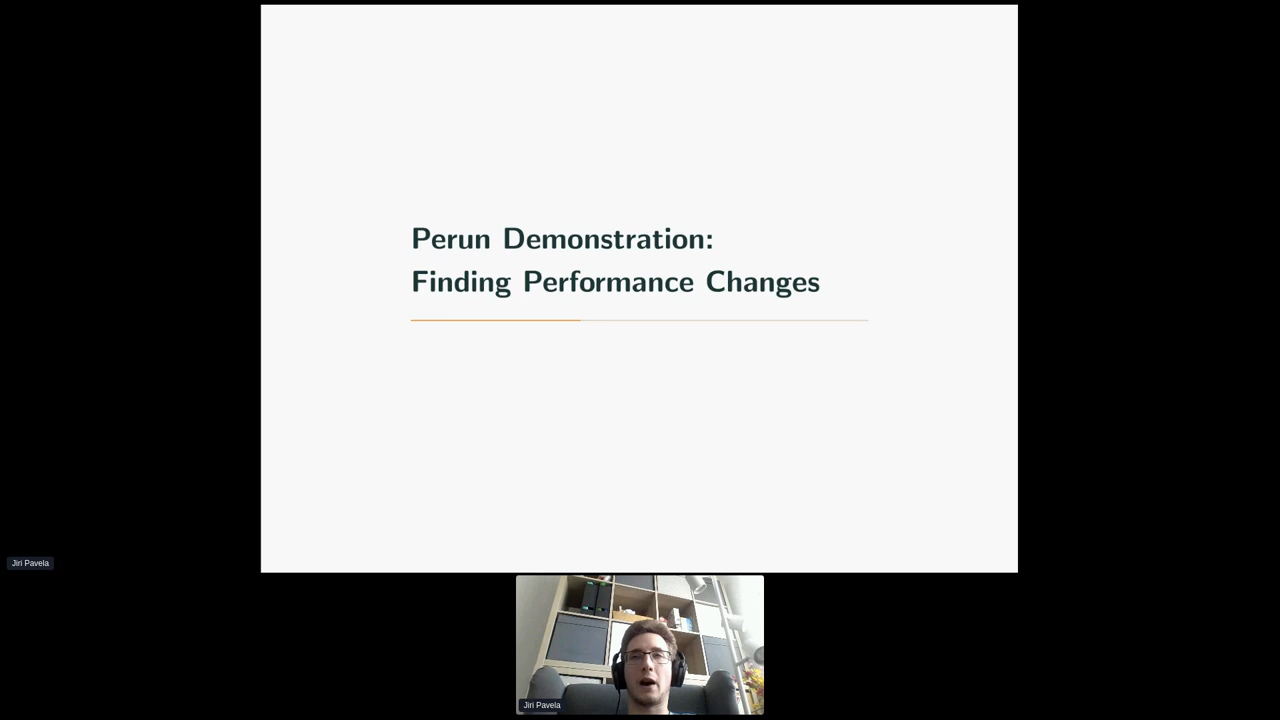 Perun Demonstration:
Finding Performance Changes
Jiri Pavela
Jiri Pavela